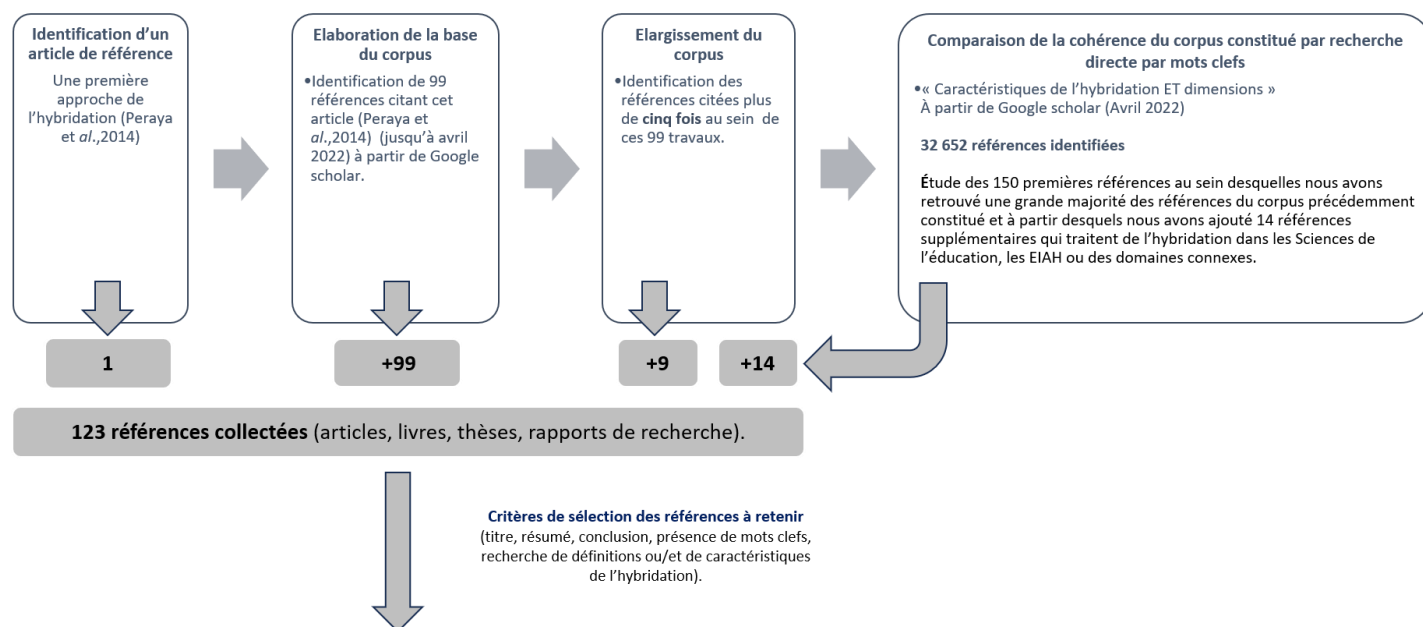 Identification d’un
article de référence
Une première
approche de
l’hybridation (Peraya
et al.,2014)
Elaboration de la base
du corpus
•Identification de 99
références citant cet
article (Peraya et
al.,2014) (jusqu’à avril
2022) à partir de Google
scholar.
Elargissement du
corpus
•Identification des
références citées plus
de cinq fois au sein de
ces 99 travaux.
Comparaison de la cohérence du corpus constitué par recherche
directe par mots clefs
•« Caractéristiques de l’hybridation ET dimensions »
À partir de Google scholar (Avril 2022)
32 652 références identifiées
Étude des 150 premières références au sein desquelles nous avons
retrouvé une grande majorité des références du corpus précédemment
constitué et à partir desquels nous avons ajouté 14 références
supplémentaires qui traitent de l’hybridation dans les Sciences de
l’éducation, les EIAH ou des domaines connexes.
1
+99
+9
+14
123 références collectées (articles, livres, thèses, rapports de recherche).
Critères de sélection des références à retenir
(titre, résumé, conclusion, présence de mots clefs,
recherche de définitions ou/et de caractéristiques
de l’hybridation).